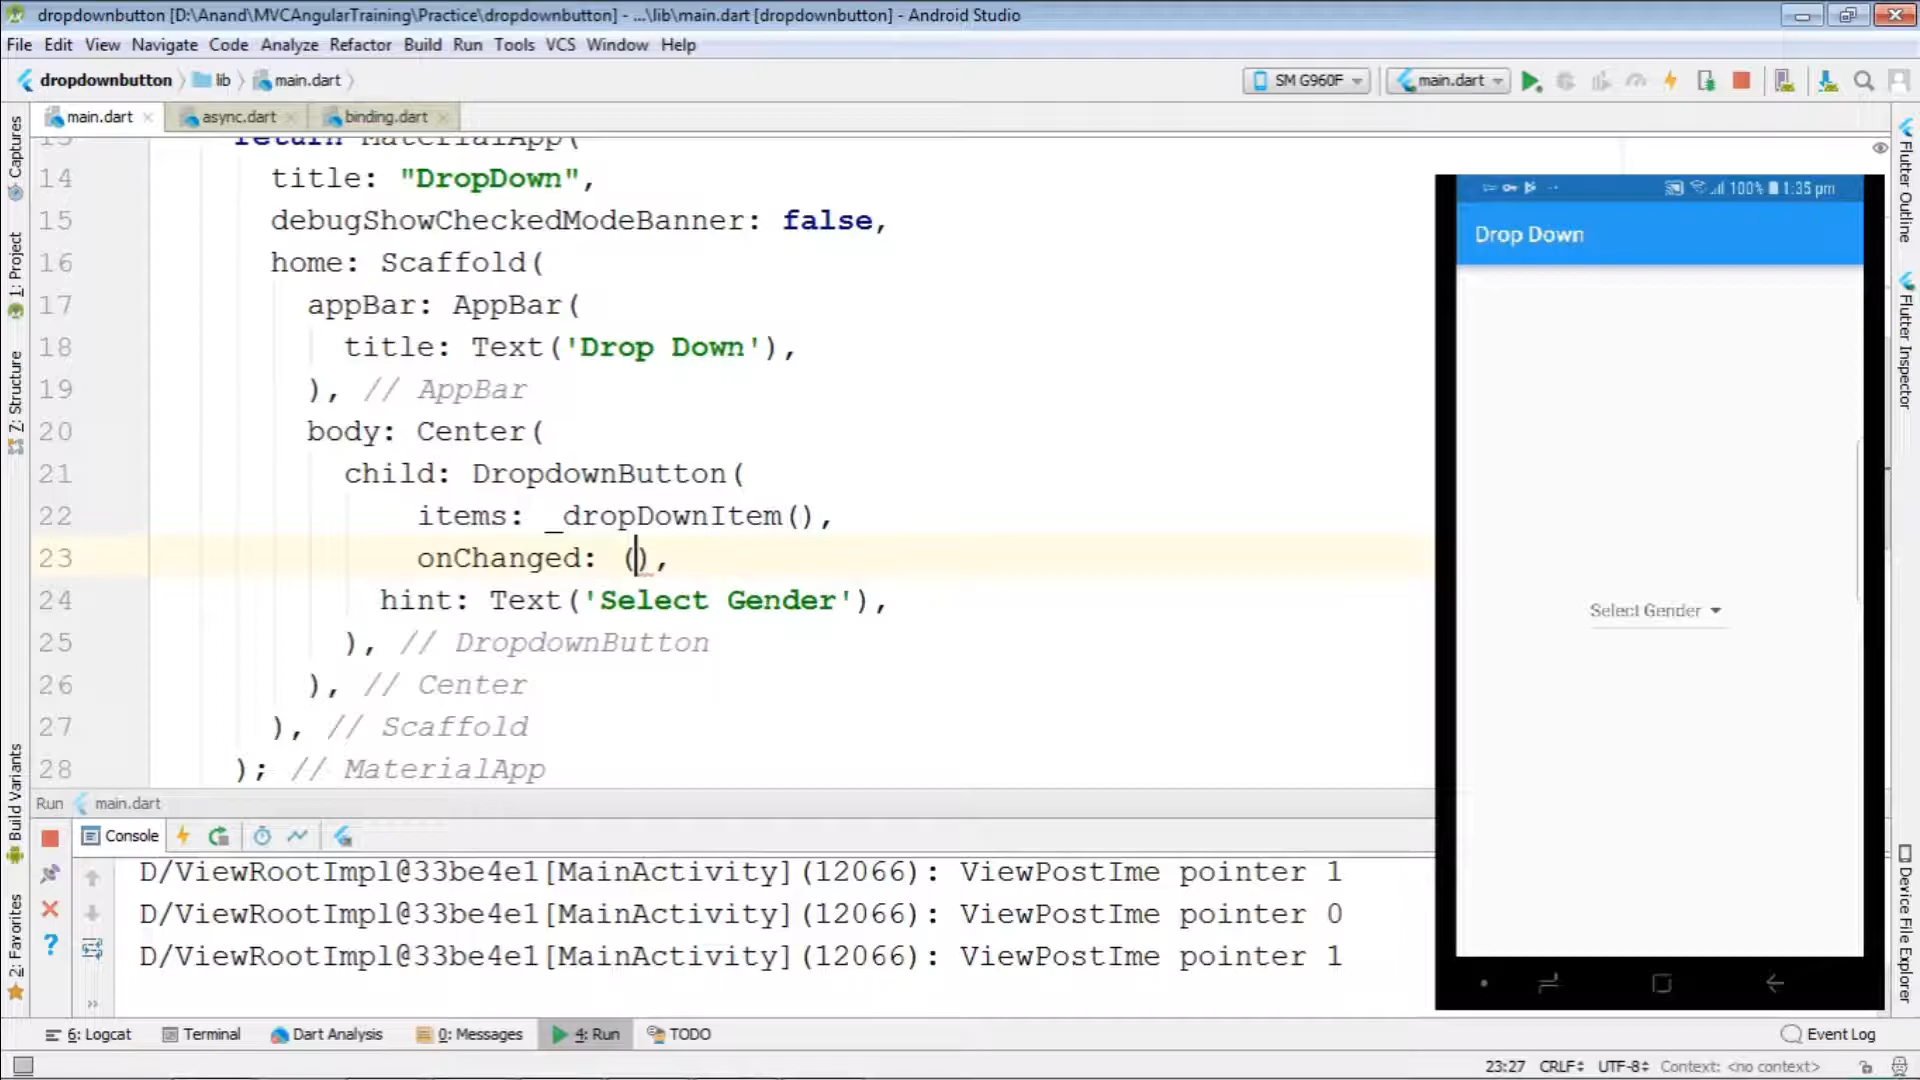 dropdownbutton [D:\Anand\MVCAngularTraining\Practice\dropdownbutton] - ...\lib\main.dart [dropdownbutton] - Android Studio
File Edit View Navigate Code Analyze Refactor Build Run Tools VCS Window Help
dropdownbutton lib main.dart SM G960F main.dart
main.dart async.dart binding.dart
13 return MaterialApp(
14 title: "DropDown",
15 debugShowCheckedModeBanner: false,
16 home: Scaffold(
17 appBar: AppBar(
18 title: Text('Drop Down'),
19 ), // AppBar
20 body: Center(
21 child: DropdownButton(
22 items: _dropDownItem(),
23 onChanged: (),
24 hint: Text('Select Gender'),
25 ), // DropdownButton
26 ), // Center
27 ), // Scaffold
28 ); // MaterialApp
Captures
1: Project
7: Structure
Build Variants
2: Favorites
Flutter Outline
Flutter Inspector
Device File Explorer
100% 1:35 pm
Drop Down
Select Gender
Run main.dart
Console
D/ViewRootImpl@33be4e1[MainActivity](12066): ViewPostIme pointer 1
D/ViewRootImpl@33be4e1[MainActivity](12066): ViewPostIme pointer 0
D/ViewRootImpl@33be4e1[MainActivity](12066): ViewPostIme pointer 1
6: Logcat Terminal Dart Analysis 0: Messages 4: Run TODO Event Log
23:27 CRLF UTF-8 Context: <no context>